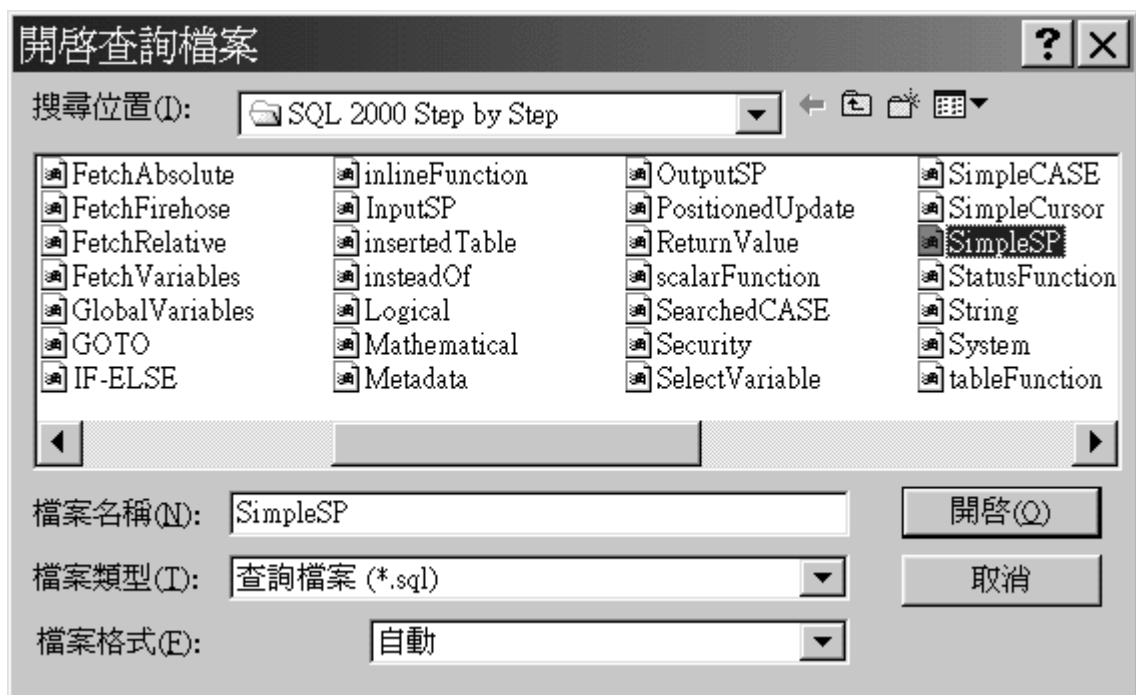 開啓查詢檔案
搜尋位置(I): SQL 2000 Step by Step
FetchAbsolute inlineFunction OutputSP SimpleCASE
FetchFirehose InputSP PositionedUpdate SimpleCursor
FetchRelative insertedTable ReturnValue SimpleSP
FetchVariables insteadOf scalarFunction StatusFunction
GlobalVariables Logical SearchedCASE String
GOTO Mathematical Security System
IF-ELSE Metadata SelectVariable tableFunction
檔案名稱(N): SimpleSP 開啓(O)
檔案類型(T): 查詢檔案 (*.sql) 取消
檔案格式(F): 自動